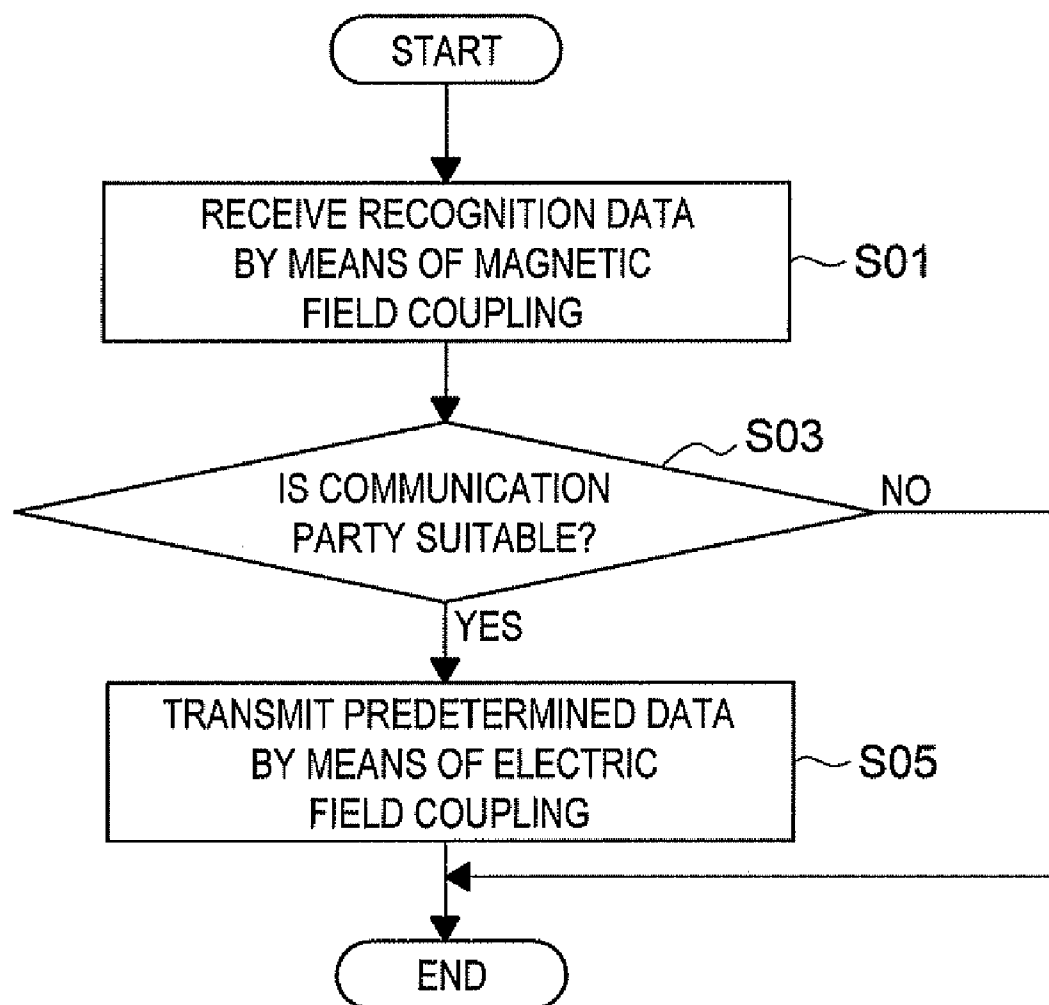 START
RECEIVE RECOGNITION DATA
BY MEANS OF MAGNETIC
FIELD COUPLING
S01
S03
IS COMMUNICATION
PARTY SUITABLE?
NO
YES
TRANSMIT PREDETERMINED DATA
BY MEANS OF ELECTRIC
FIELD COUPLING
S05
END